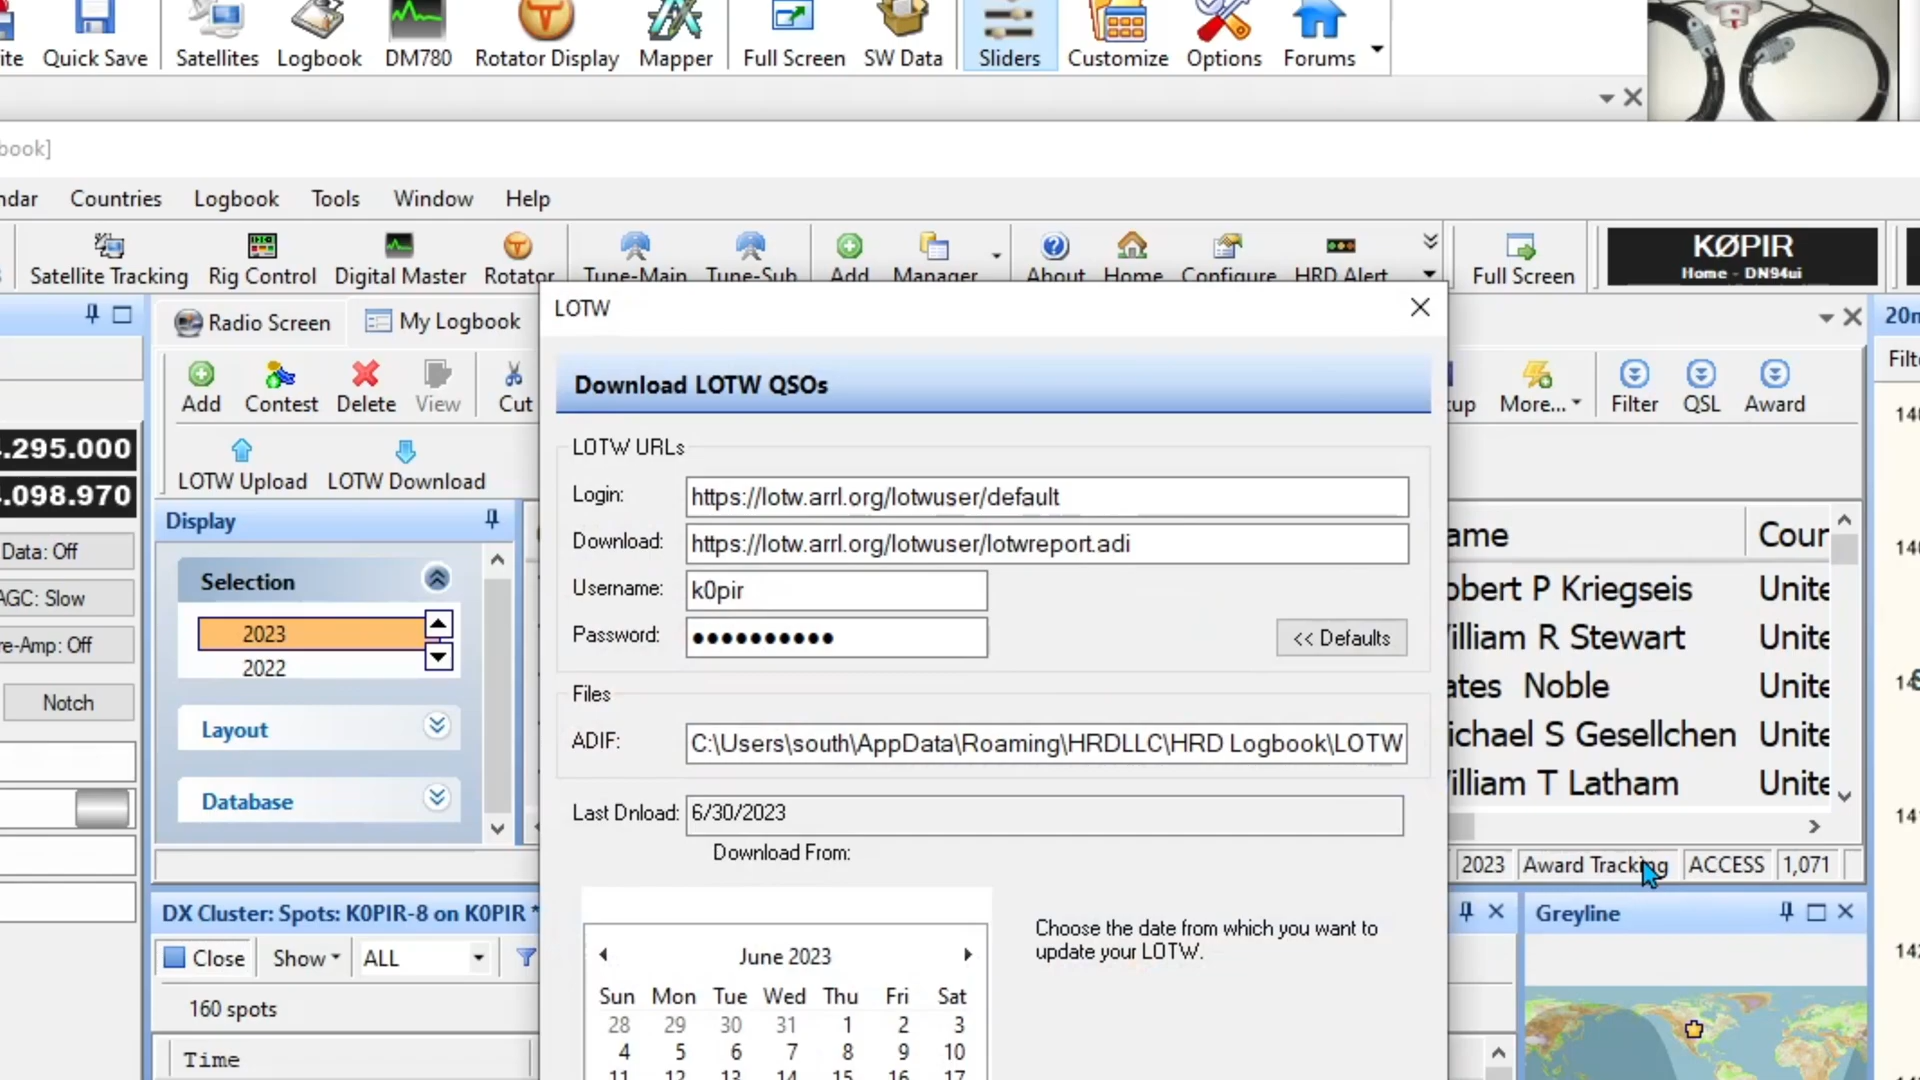 ite Quick Save Satellites Logbook DM780 Rotator Display Mapper Full Screen SW Data Sliders Customize Options Forums
book]
ndar Countries Logbook Tools Window Help
Satellite Tracking Rig Control Digital Master Rotator Tune-Main Tune-Sub Add Manager About Home Configure HRD Alert Full Screen
KØPIR
Home - DN94ui
LOTW
Radio Screen My Logbook
20m
Download LOTW QSOs
Add Contest Delete View Cut
up More... Filter QSL Award
Filte
LOTW URLs
.295.000
.098.970
LOTW Upload LOTW Download
Login: https://lotw.arrl.org/lotwuser/default
Display
Download: https://lotw.arrl.org/lotwuser/lotwreport.adi
ame Cour
Data: Off
Selection
Username: k0pir
obert P Kriegseis Unite
AGC: Slow
2023
Password: ●●●●●●●●●●
<< Defaults
illiam R Stewart Unite
re-Amp: Off
2022
Files
ates Noble Unite
Notch
Layout
ADIF: C:\Users\south\AppData\Roaming\HRDLLC\HRD Logbook\LOTW
ichael S Gesellchen Unite
Database
Last Dnload: 6/30/2023
illiam T Latham Unite
Download From:
2023 Award Tracking ACCESS 1,071
DX Cluster: Spots: K0PIR-8 on K0PIR *
Greyline
Close Show ALL
Choose the date from which you want to
update your LOTW.
June 2023
160 spots
Sun Mon Tue Wed Thu Fri Sat
28 29 30 31 1 2 3
Time
4 5 6 7 8 9 10
11 12 13 14 15 16 17